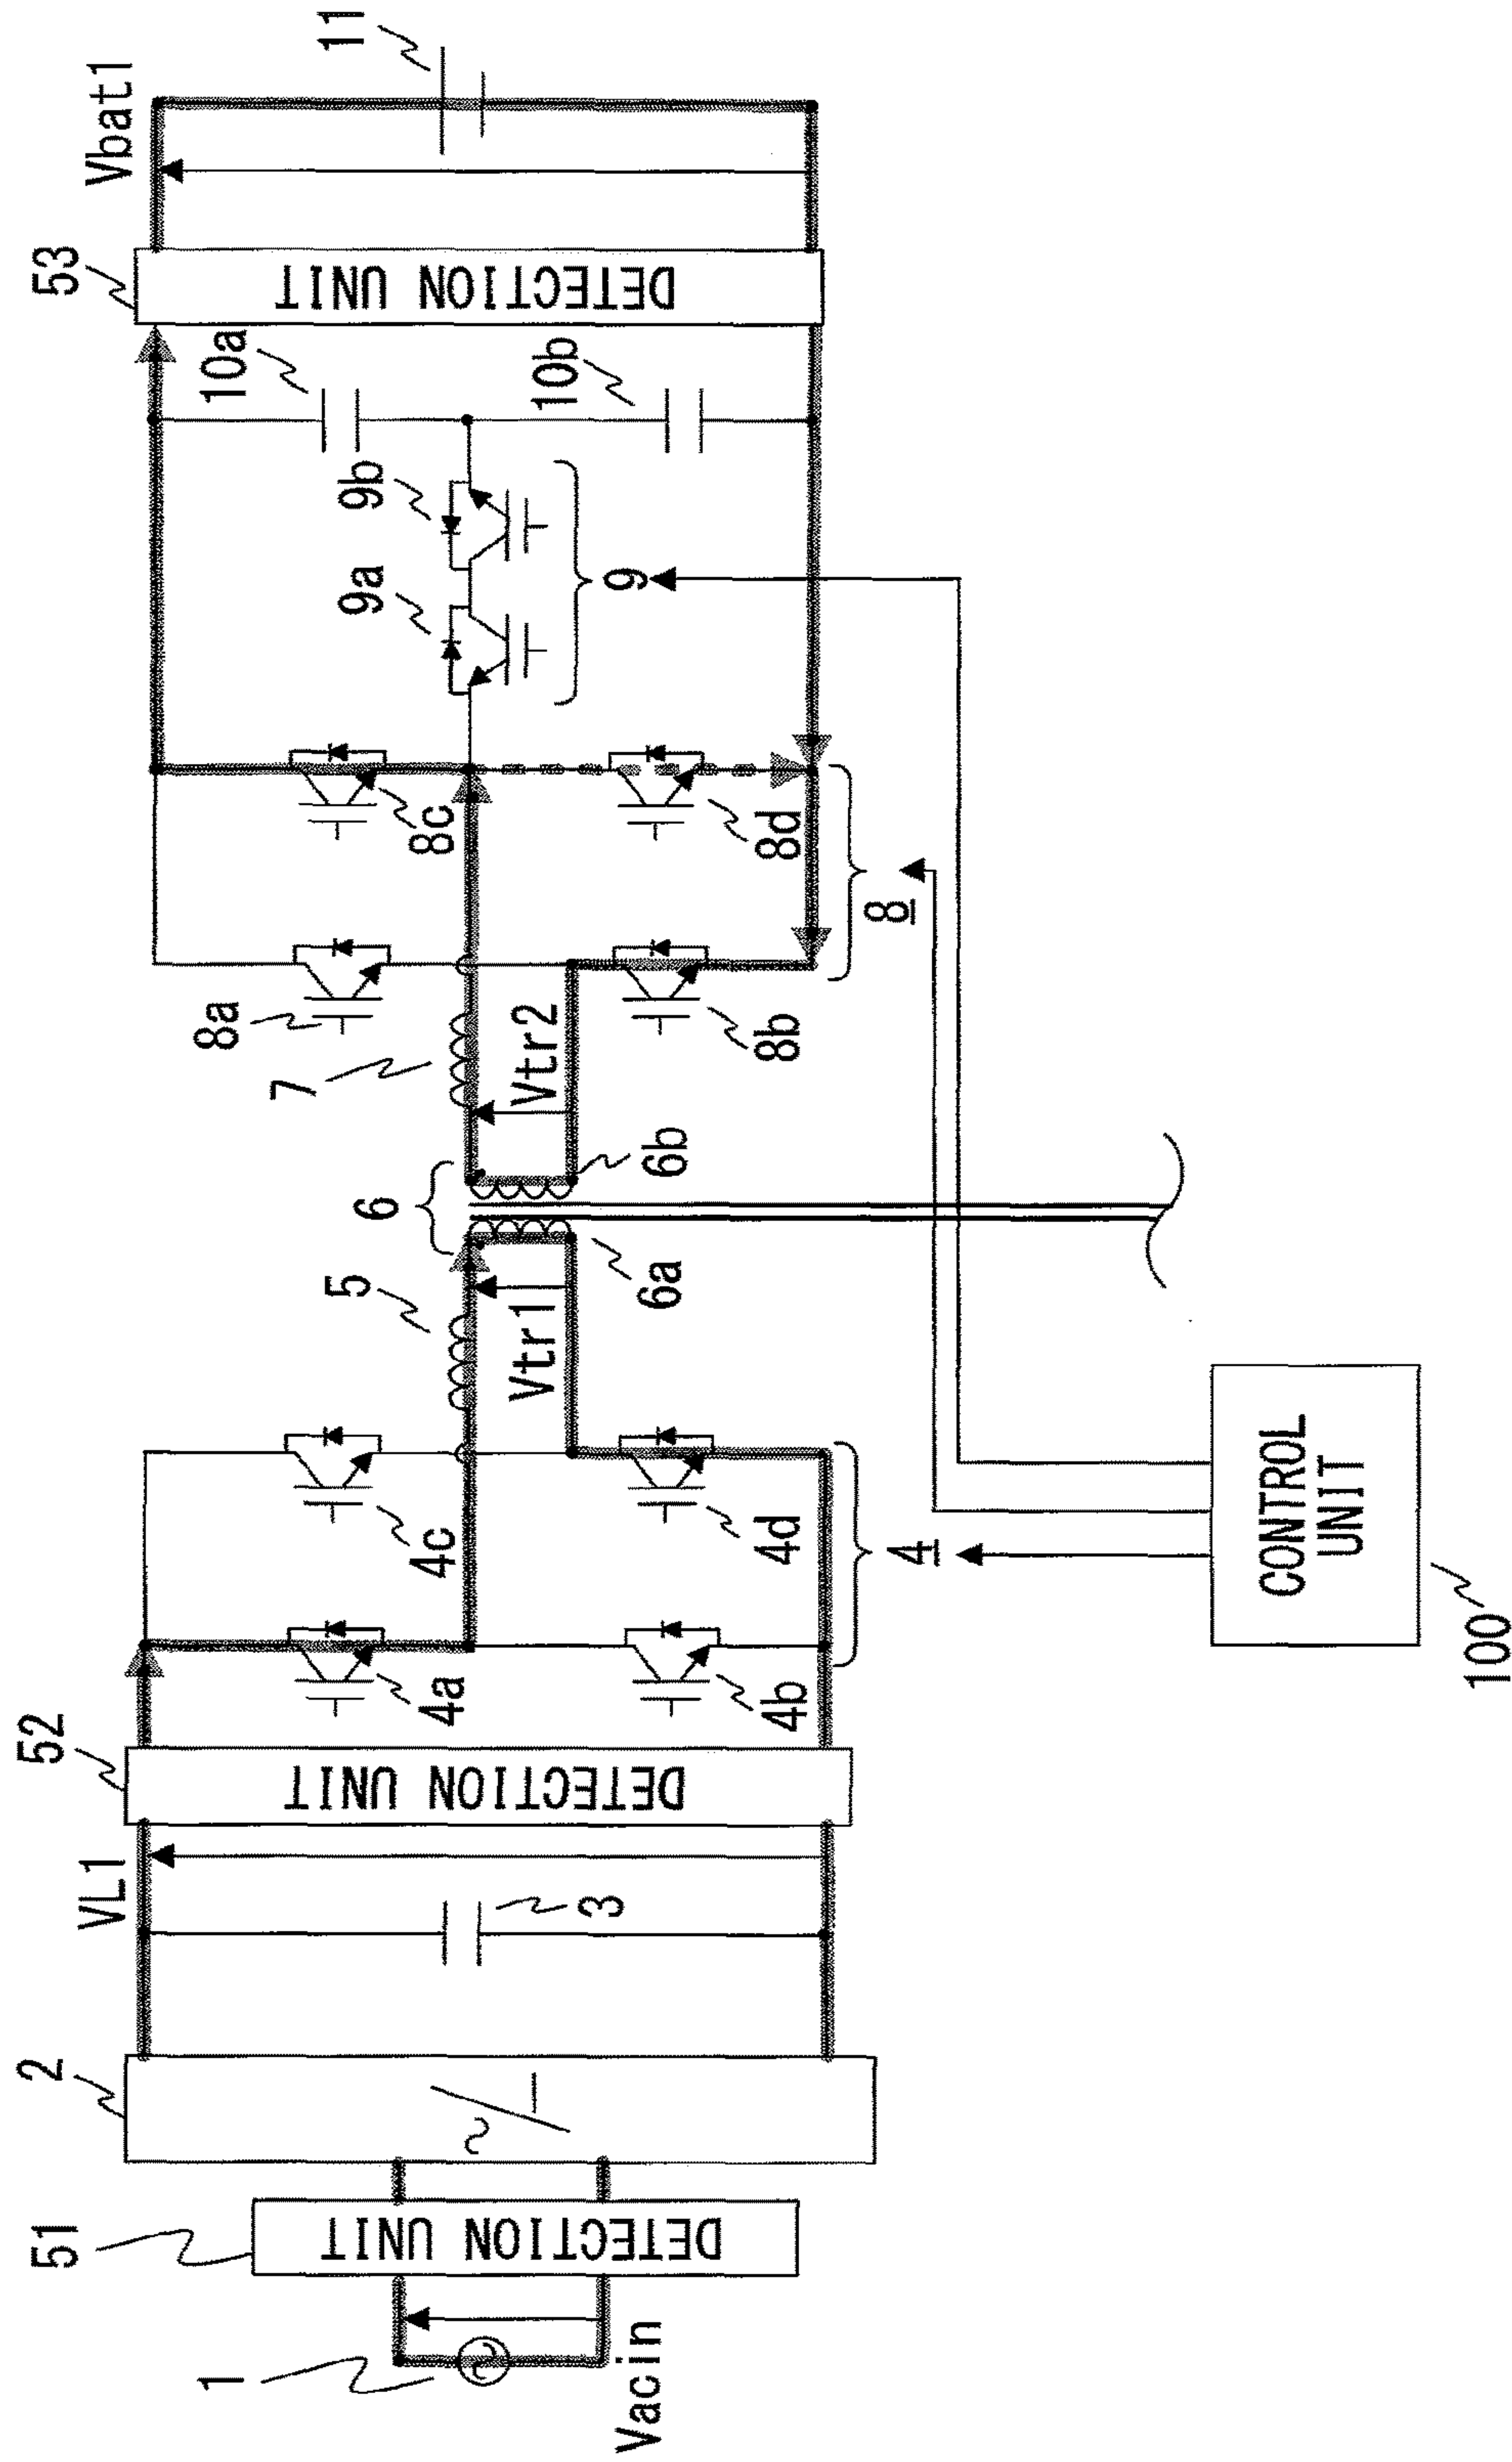 1
Vacin
51
DETECTION UNIT
2
VL1
3
52
DETECTION UNIT
4a
4b
4c
4d
4
5
Vtr1
6
6a
6b
Vtr2
7
8a
8b
8c
8d
8
9a
9b
9
10a
10b
53
DETECTION UNIT
Vbat1
11
CONTROL
UNIT
100